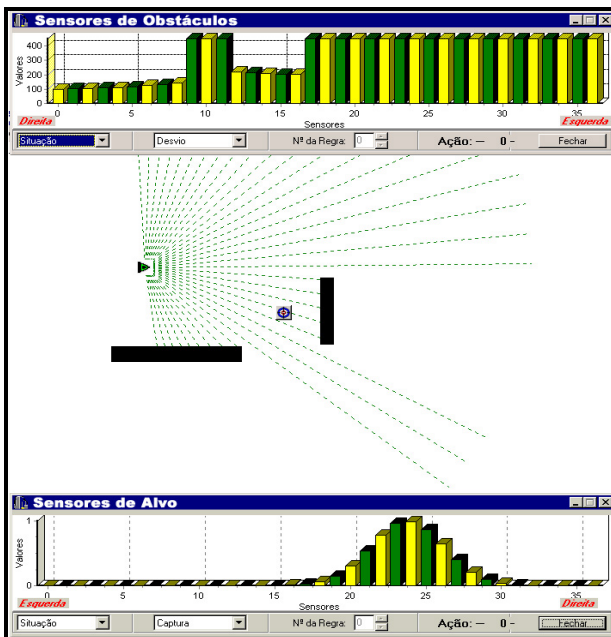 Sensores de Obstáculos
400
300
200
100
0
Valores
0 5 10 15 20 25 30 35
Direita Sensores Esquerda
Situação Desvio Nº da Regra: 0 Ação: – 0 - Fechar
Sensores de Alvo
1
Valores
0
0 5 10 15 20 25 30 35
Esquerda Sensores Direita
Situação Captura Nº da Regra: 0 Ação: – 0 - Fechar